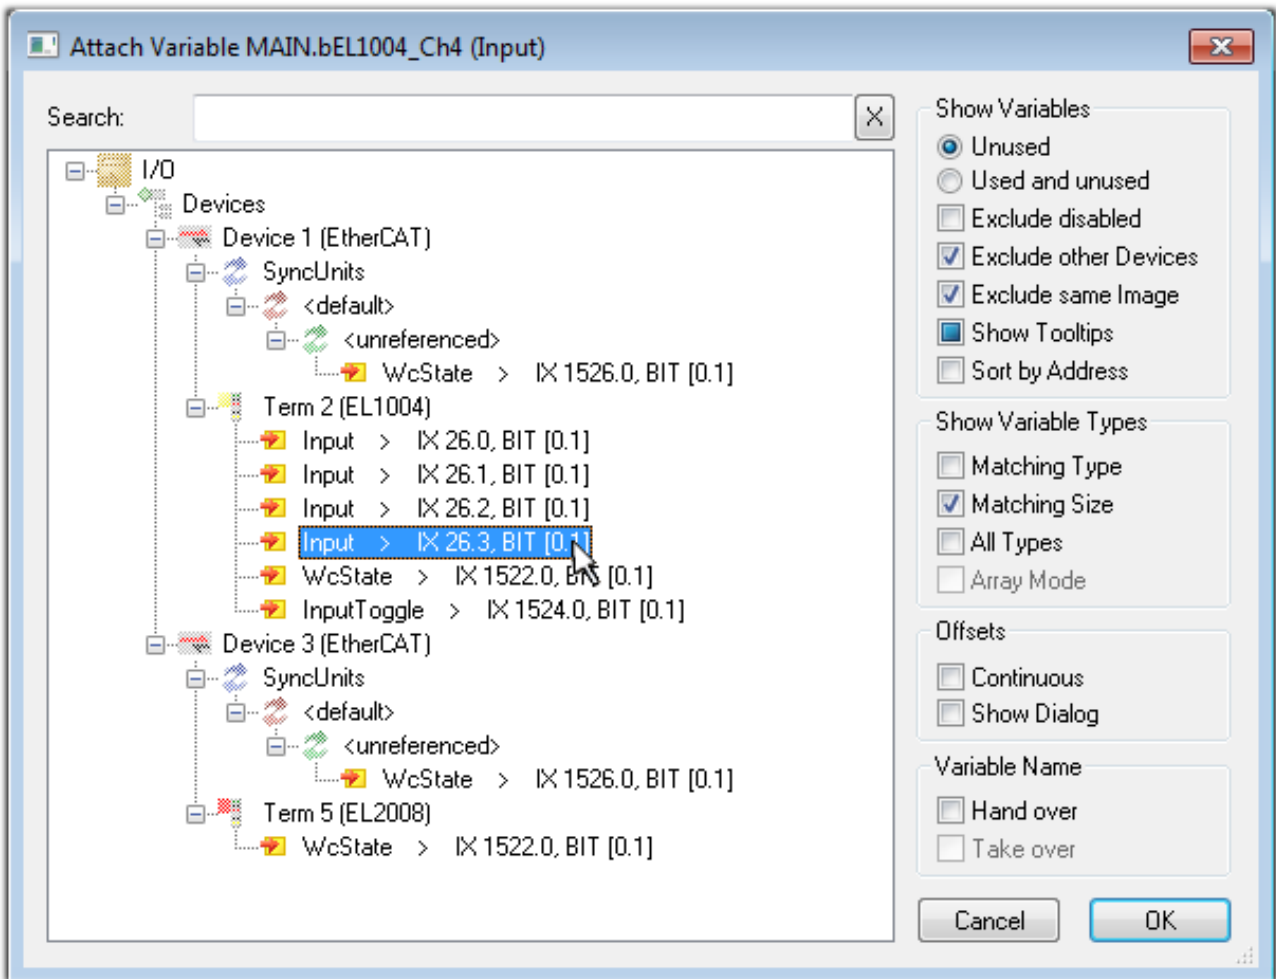 Attach Variable MAIN.bEL1004_Ch4 (Input)
Search:
X
I/O
Devices
Device 1 (EtherCAT)
SyncUnits
<default>
<unreferenced>
WcState > IX 1526.0, BIT [0.1]
Term 2 (EL1004)
Input > IX 26.0, BIT [0.1]
Input > IX 26.1, BIT [0.1]
Input > IX 26.2, BIT [0.1]
Input > IX 26.3, BIT [0.1]
WcState > IX 1522.0, BIT [0.1]
InputToggle > IX 1524.0, BIT [0.1]
Device 3 (EtherCAT)
SyncUnits
<default>
<unreferenced>
WcState > IX 1526.0, BIT [0.1]
Term 5 (EL2008)
WcState > IX 1522.0, BIT [0.1]
Show Variables
Unused
Used and unused
Exclude disabled
Exclude other Devices
Exclude same Image
Show Tooltips
Sort by Address
Show Variable Types
Matching Type
Matching Size
All Types
Array Mode
Offsets
Continuous
Show Dialog
Variable Name
Hand over
Take over
Cancel
OK